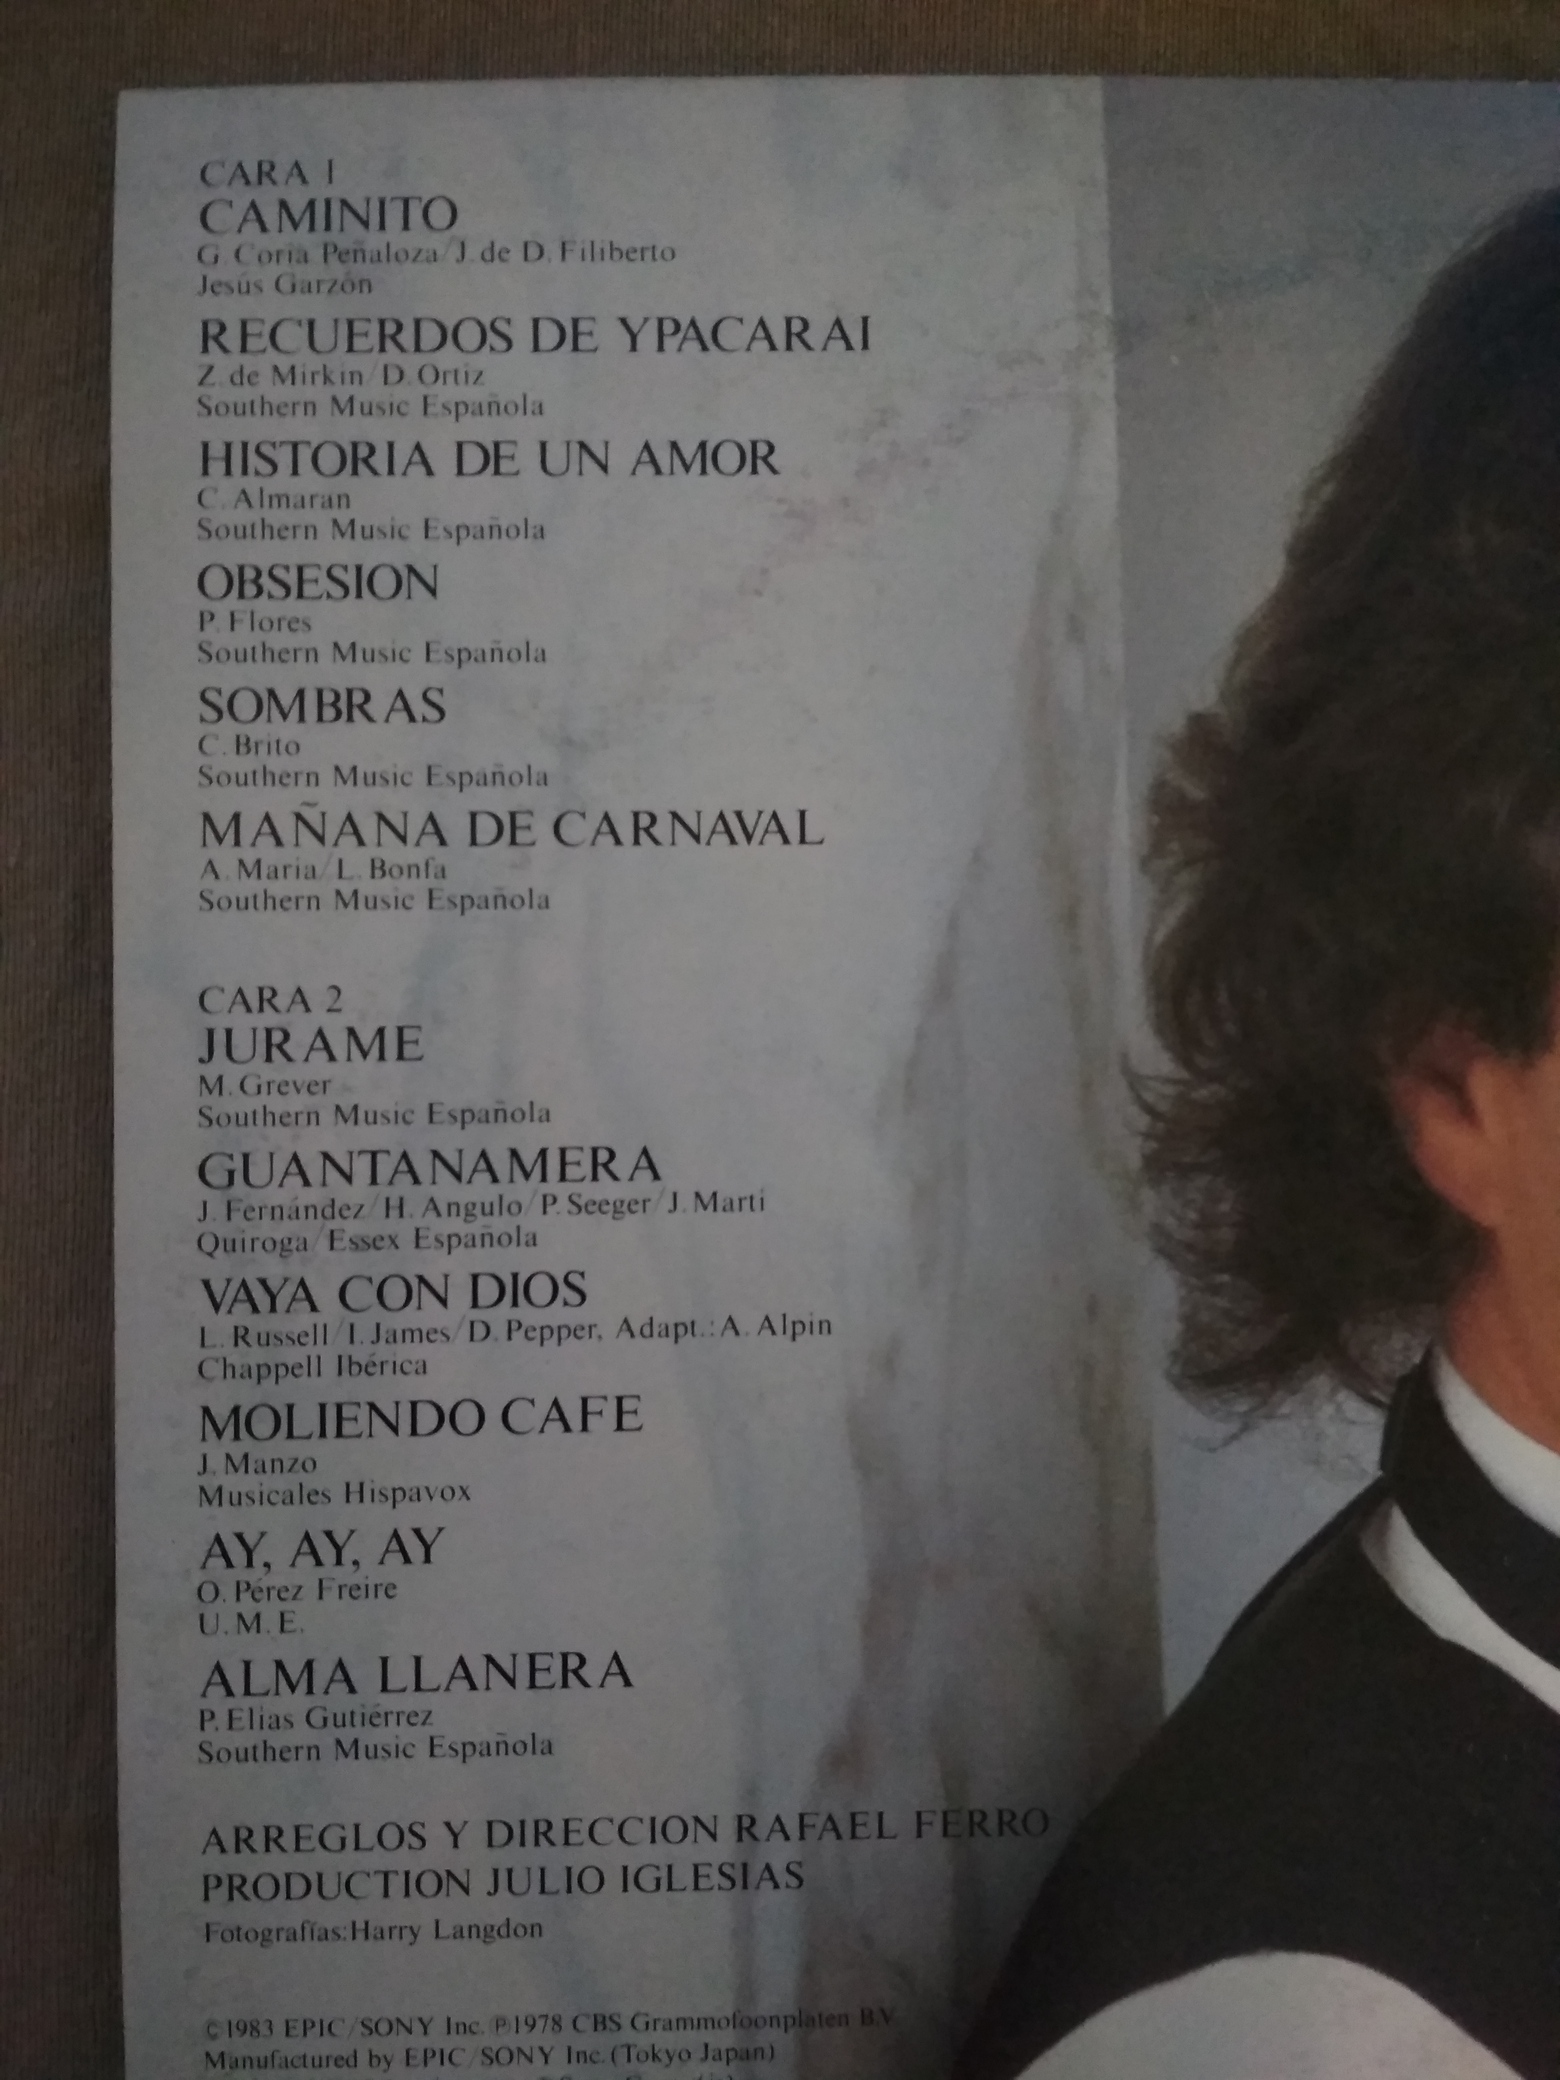 CARA 1
CAMINITO
G. Coria Peñaloza/J. de D. Filiberto
Jesús Garzón
RECUERDOS DE YPACARAI
Z. de Mirkin/D. Ortiz
Southern Music Española
HISTORIA DE UN AMOR
C. Almaran
Southern Music Española
OBSESION
P. Flores
Southern Music Española
SOMBRAS
C. Brito
Southern Music Española
MAÑANA DE CARNAVAL
A. Maria/L. Bonfa
Southern Music Española
CARA 2
JURAME
M. Grever
Southern Music Española
GUANTANAMERA
J. Fernández/H. Angulo/P. Seeger/J. Marti
Quiroga/Essex Española
VAYA CON DIOS
L. Russell/I. James/D. Pepper, Adapt.: A. Alpin
Chappell Ibérica
MOLIENDO CAFE
J. Manzo
Musicales Hispavox
AY, AY, AY
O. Pérez Freire
U.M.E.
ALMA LLANERA
P. Elias Gutiérrez
Southern Music Española
ARREGLOS Y DIRECCION RAFAEL FERRO
PRODUCTION JULIO IGLESIAS
Fotografías: Harry Langdon
©1983 EPIC/SONY Inc. ℗1978 CBS Grammofoonplaten B.V.
Manufactured by EPIC/SONY Inc. (Tokyo Japan)